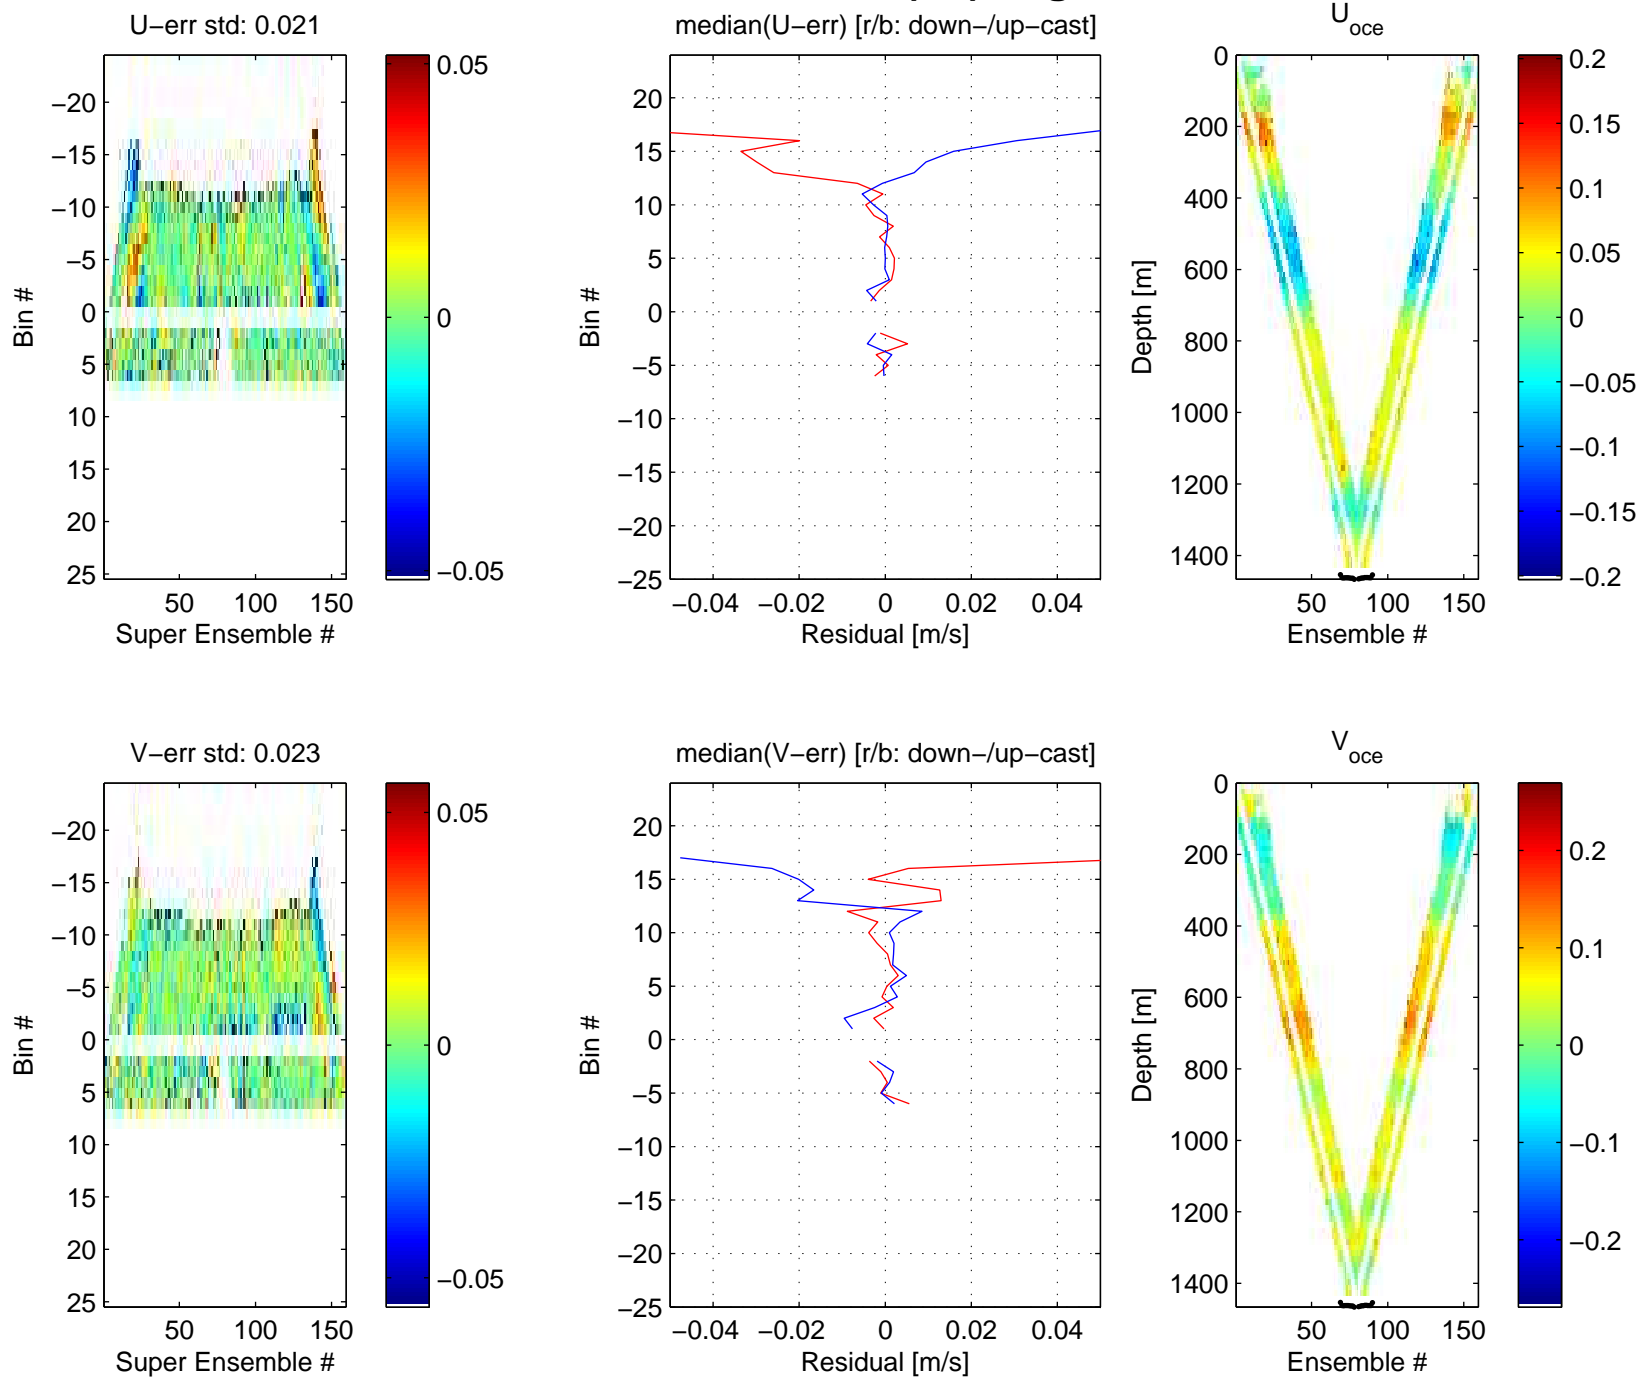 U−err std: 0.021
median(U−err) [r/b: down−/up−cast]
U
oce
−20
−15
−10
−5
0
5
10
15
20
25
Bin #
50 100 150
Super Ensemble #
0.05
0
−0.05
20
15
10
5
0
−5
−10
−15
−20
−25
Bin #
−0.04 −0.02 0 0.02 0.04
Residual [m/s]
0
200
400
600
800
1000
1200
1400
Depth [m]
50 100 150
Ensemble #
0.2
0.15
0.1
0.05
0
−0.05
−0.1
−0.15
−0.2
V−err std: 0.023
median(V−err) [r/b: down−/up−cast]
V
oce
−20
−15
−10
−5
0
5
10
15
20
25
Bin #
50 100 150
Super Ensemble #
0.05
0
−0.05
20
15
10
5
0
−5
−10
−15
−20
−25
Bin #
−0.04 −0.02 0 0.02 0.04
Residual [m/s]
0
200
400
600
800
1000
1200
1400
Depth [m]
50 100 150
Ensemble #
0.2
0.1
0
−0.1
−0.2